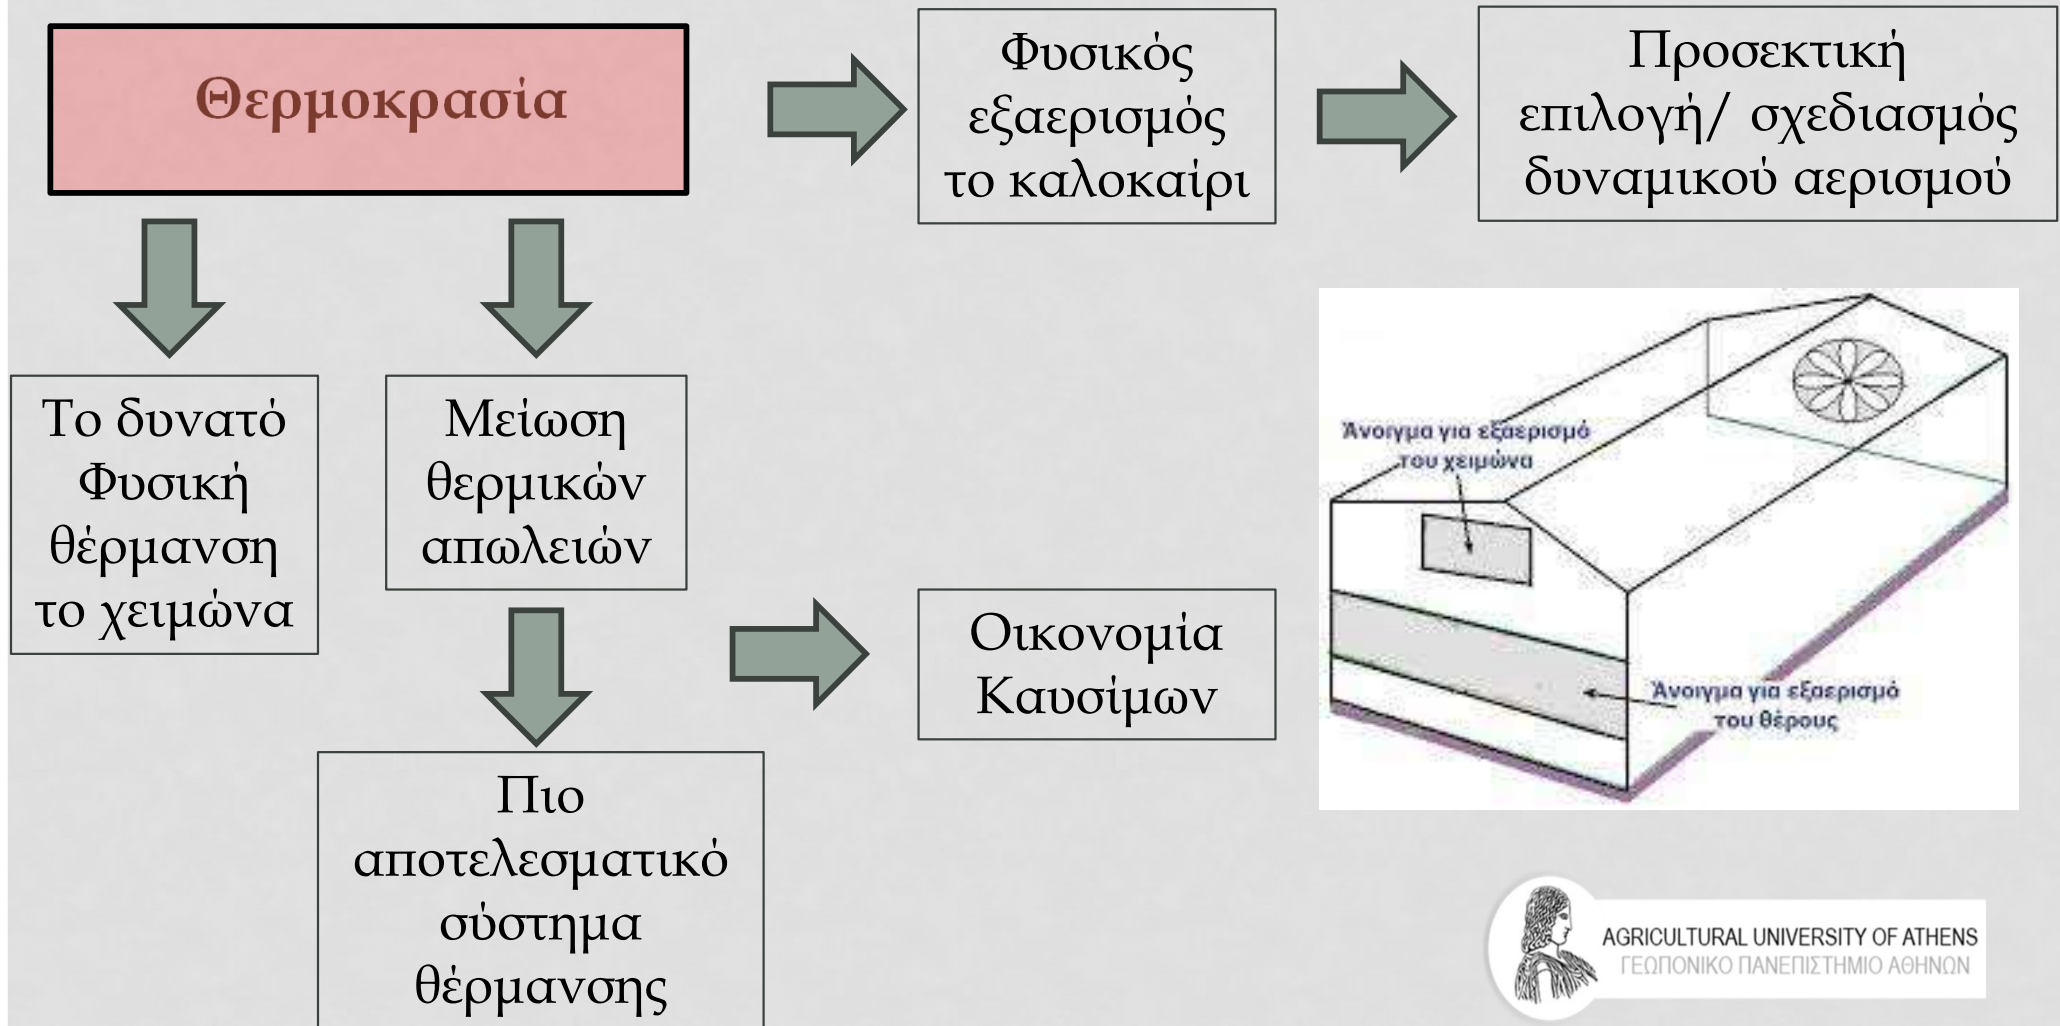 Θερμοκρασία
Φυσικός
εξαερισμός
το καλοκαίρι
Προσεκτική
επιλογή/ σχεδιασμός
δυναμικού αερισμού
Το δυνατό
Φυσική
θέρμανση
το χειμώνα
Μείωση
θερμικών
απωλειών
Οικονομία
Καυσίμων
Πιο
αποτελεσματικό
σύστημα
θέρμανσης
Άνοιγμα για εξαερισμό
του χειμώνα
Άνοιγμα για εξαερισμό
του θέρους
AGRICULTURAL UNIVERSITY OF ATHENS
ΓΕΩΠΟΝΙΚΟ ΠΑΝΕΠΙΣΤΗΜΙΟ ΑΘΗΝΩΝ